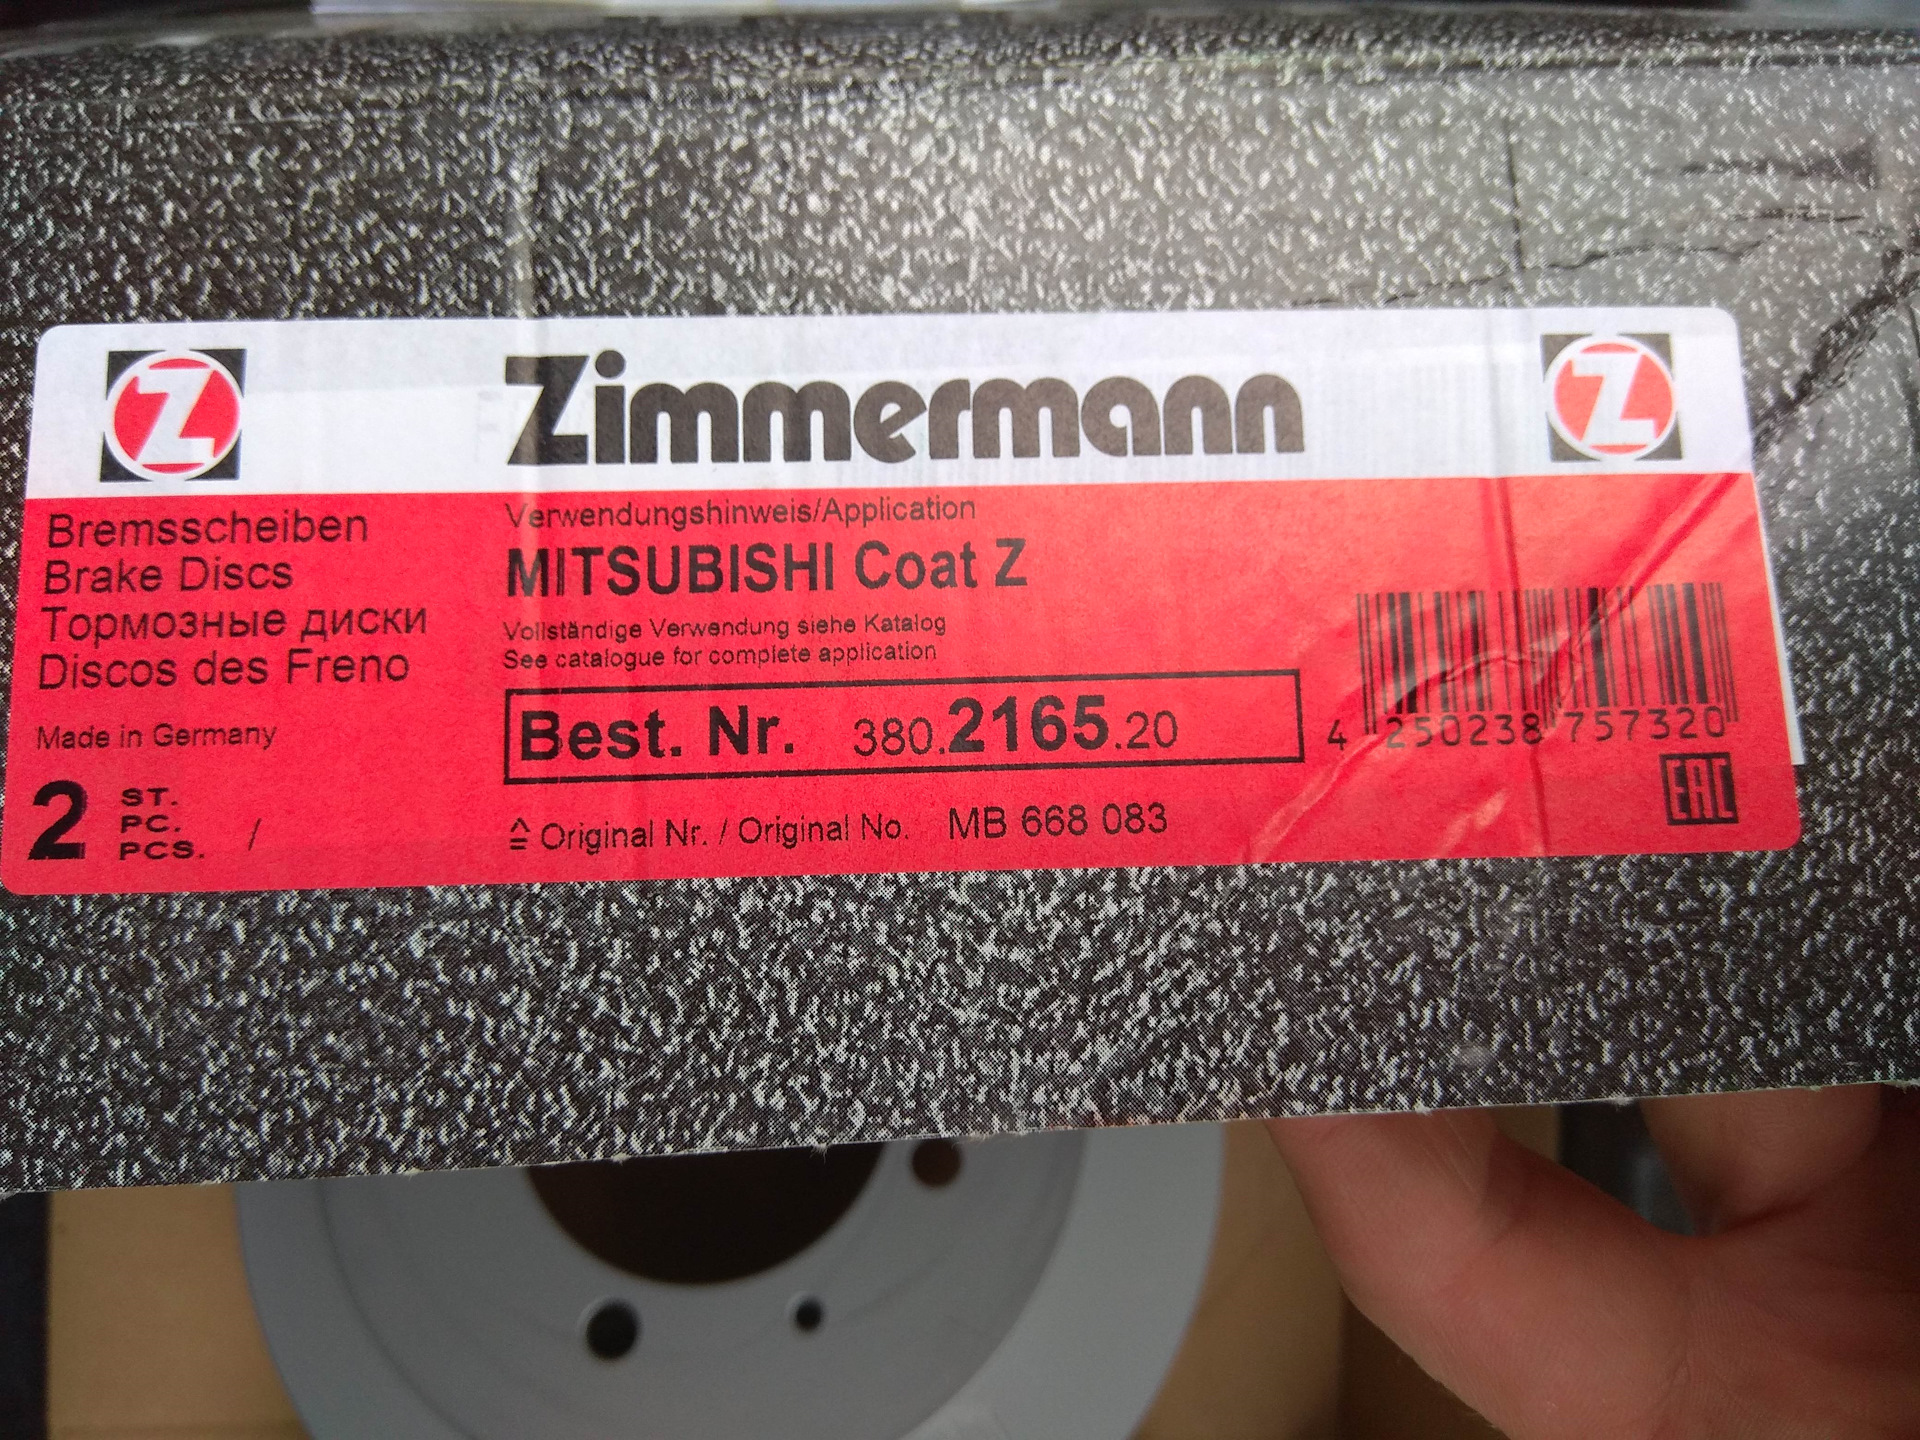 Z Zimmermann Z
Bremsscheiben
Brake Discs
Тормозные диски
Discos des Freno
Made in Germany
2 ST.
PC.
PCS. /
Verwendungshinweis/Application
MITSUBISHI Coat Z
Vollständige Verwendung siehe Katalog
See catalogue for complete application
Best. Nr. 380.2165.20
≙ Original Nr. / Original No. MB 668 083
4 250238 757320
EAC